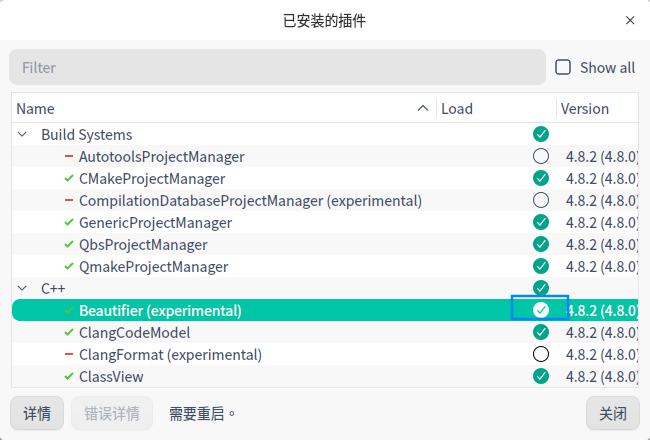 已安装的插件
Filter
Show all
Name Load Version
Build Systems
AutotoolsProjectManager 4.8.2 (4.8.0)
CMakeProjectManager 4.8.2 (4.8.0)
CompilationDatabaseProjectManager (experimental) 4.8.2 (4.8.0)
GenericProjectManager 4.8.2 (4.8.0)
QbsProjectManager 4.8.2 (4.8.0)
QmakeProjectManager 4.8.2 (4.8.0)
C++
Beautifier (experimental) 4.8.2 (4.8.0)
ClangCodeModel 4.8.2 (4.8.0)
ClangFormat (experimental) 4.8.2 (4.8.0)
ClassView 4.8.2 (4.8.0)
详情 错误详情 需要重启。 关闭